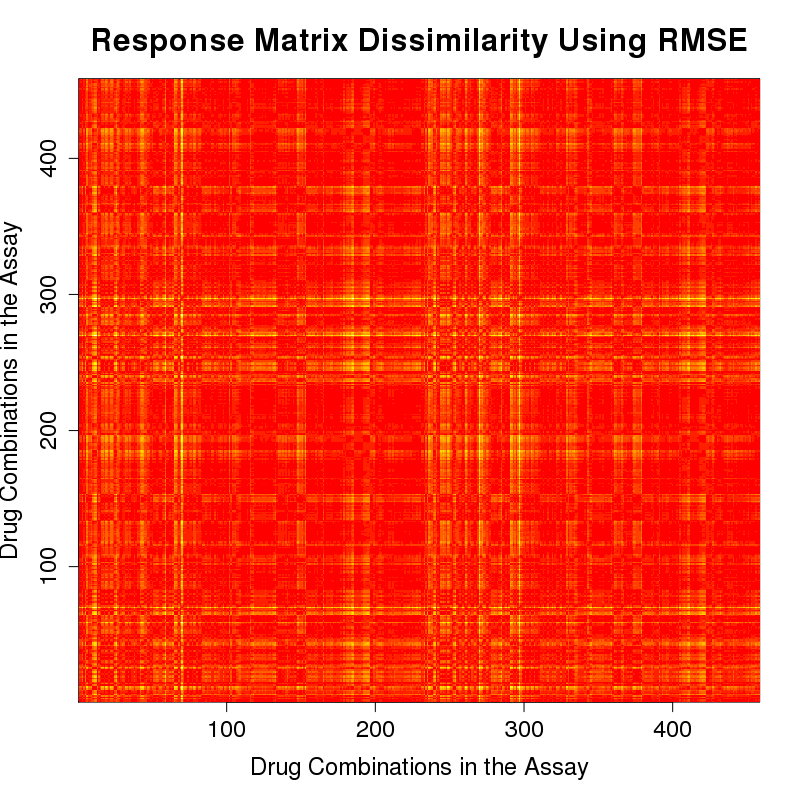 Response Matrix Dissimilarity Using RMSE
Drug Combinations in the Assay
400
300
200
100
100 200 300 400
Drug Combinations in the Assay